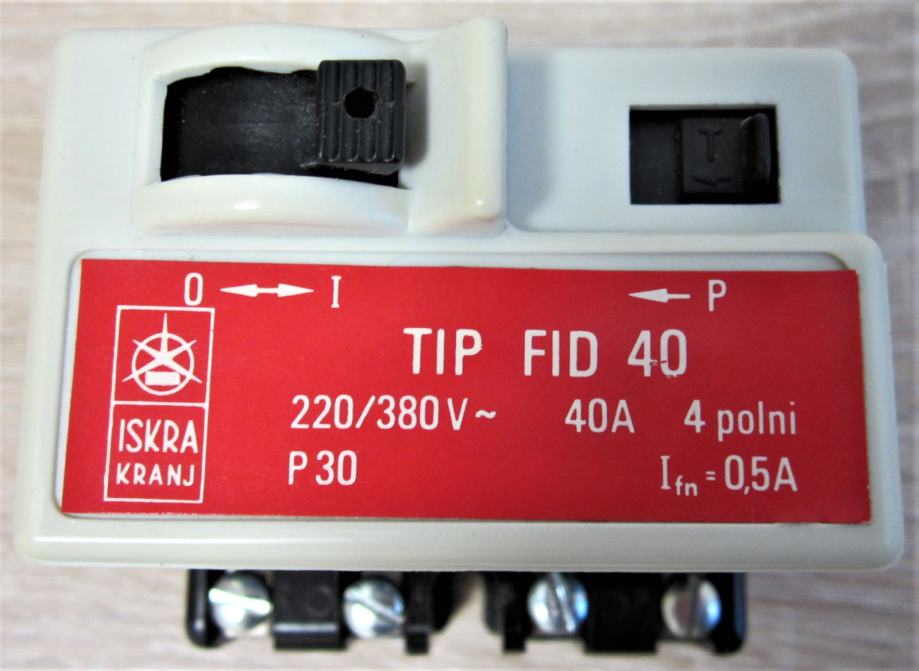 T
O ↔ I ← P
TIP FID 40
220/380 V ~ 40A 4 polni
P 30 Ifn = 0,5A
ISKRA
KRANJ